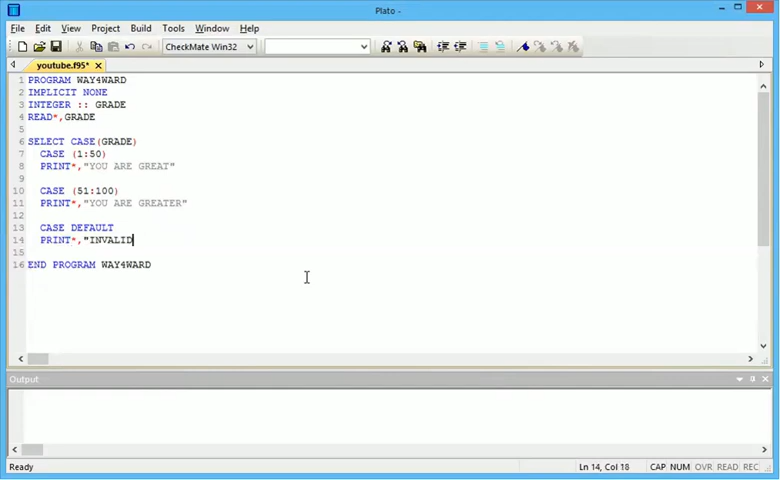 Plato -
File Edit View Project Build Tools Window Help
CheckMate Win32
youtube.f95*
1 PROGRAM WAY4WARD
2 IMPLICIT NONE
3 INTEGER :: GRADE
4 READ*,GRADE
5
6 SELECT CASE(GRADE)
7 CASE (1:50)
8 PRINT*,"YOU ARE GREAT"
9
10 CASE (51:100)
11 PRINT*,"YOU ARE GREATER"
12
13 CASE DEFAULT
14 PRINT*,"INVALID
15
16 END PROGRAM WAY4WARD
Output
Ready Ln 14, Col 18 CAP NUM OVR READ REC